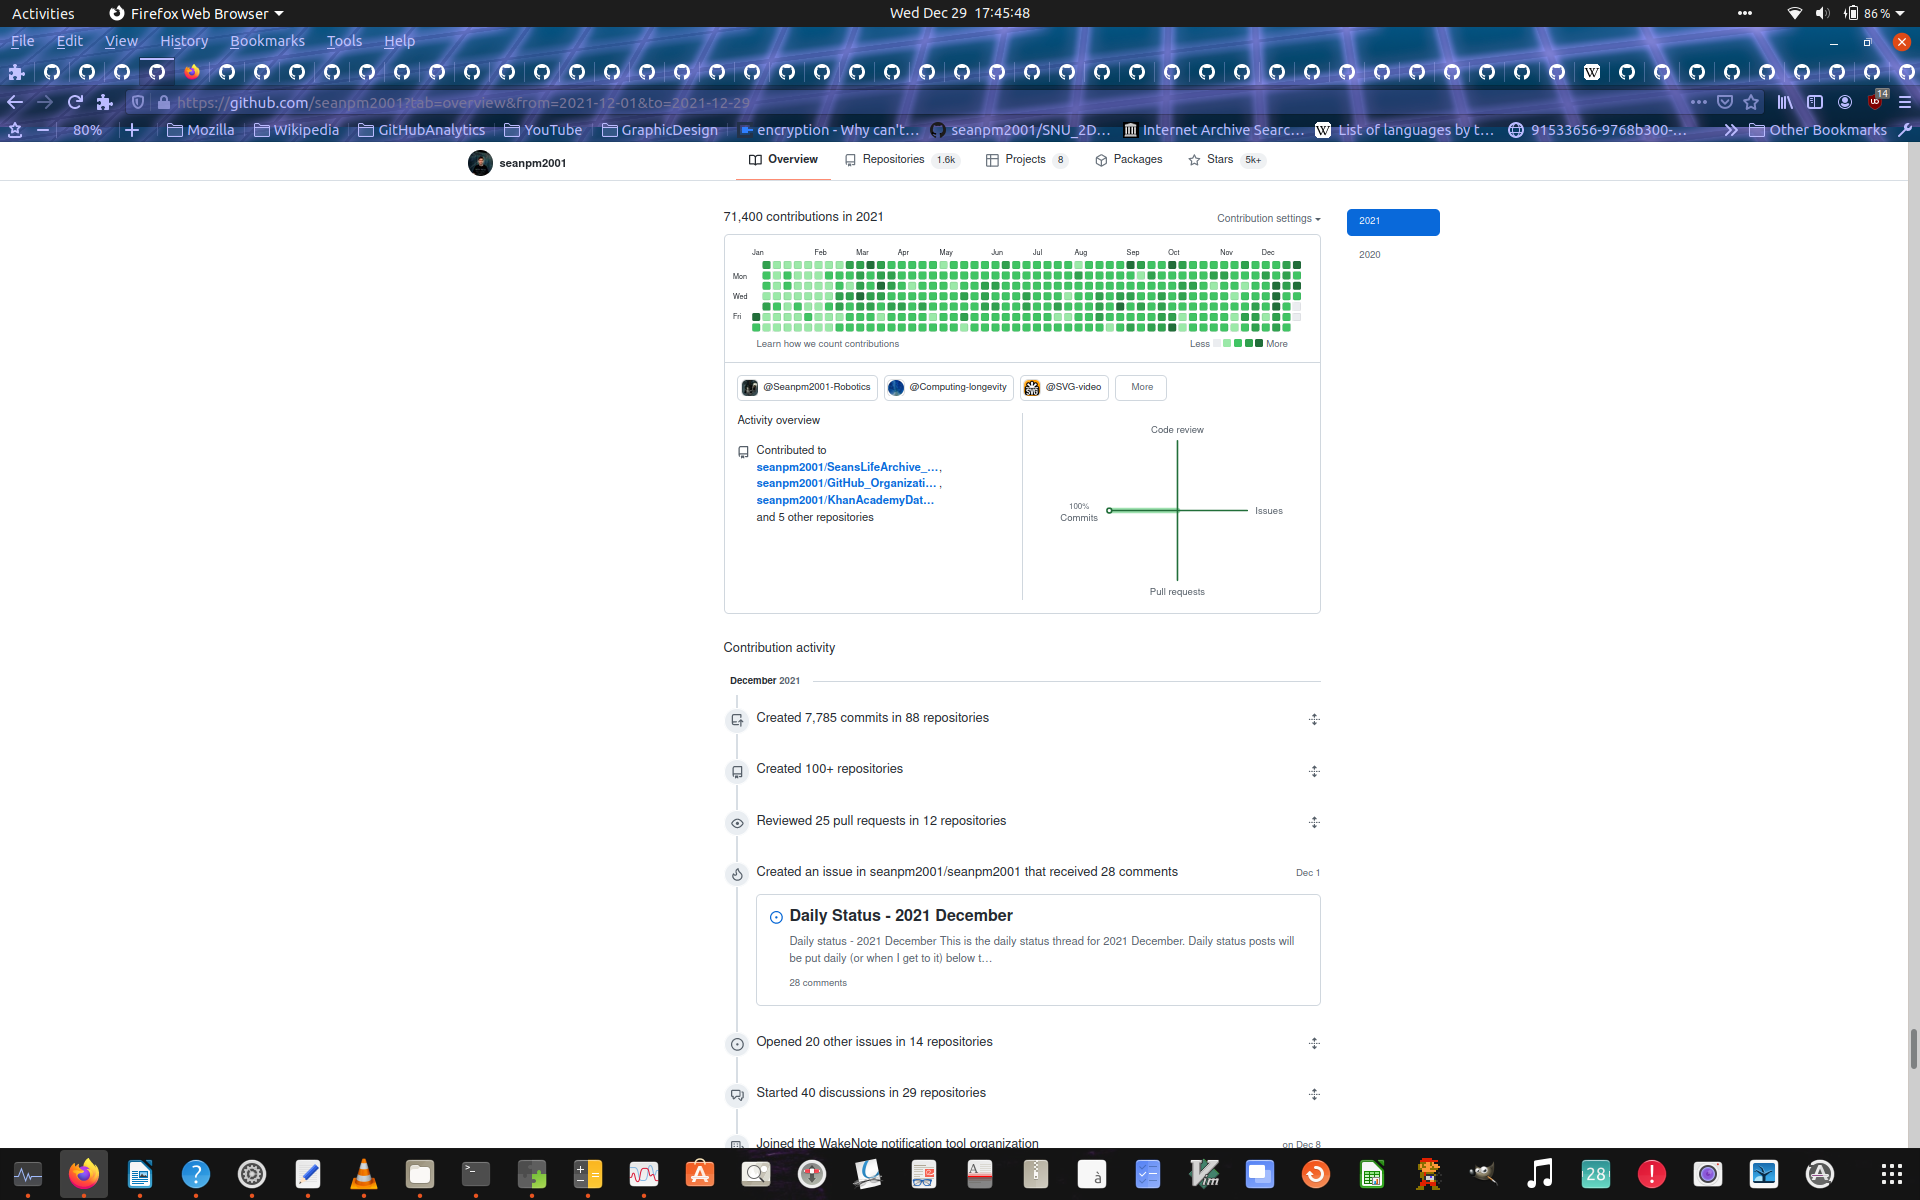 Activities Firefox Web Browser Wed Dec 29 17:45:48 86 %
File Edit View History Bookmarks Tools Help
https://github.com/seanpm2001?tab=overview&from=2021-12-01&to=2021-12-29 14
80% Mozilla Wikipedia GitHubAnalytics YouTube GraphicDesign encryption - Why can't... seanpm2001/SNU_2D... Internet Archive Searc... List of languages by t... 91533656-9768b300-... Other Bookmarks
seanpm2001 Overview Repositories 1.6k Projects 8 Packages Stars 5k+
71,400 contributions in 2021 Contribution settings 2021
2020
Jan Feb Mar Apr May Jun Jul Aug Sep Oct Nov Dec
Mon
Wed
Fri
Learn how we count contributions Less More
@Seanpm2001-Robotics @Computing-longevity @SVG-video More
Activity overview
Contributed to
seanpm2001/SeansLifeArchive_...,
seanpm2001/GitHub_Organizati... ,
seanpm2001/KhanAcademyDat...
and 5 other repositories
Code review
100%
Commits
Issues
Pull requests
Contribution activity
December 2021
Created 7,785 commits in 88 repositories
Created 100+ repositories
Reviewed 25 pull requests in 12 repositories
Created an issue in seanpm2001/seanpm2001 that received 28 comments Dec 1
Daily Status - 2021 December
Daily status - 2021 December This is the daily status thread for 2021 December. Daily status posts will
be put daily (or when I get to it) below t...
28 comments
Opened 20 other issues in 14 repositories
Started 40 discussions in 29 repositories
Joined the WakeNote notification tool organization on Dec 8
28